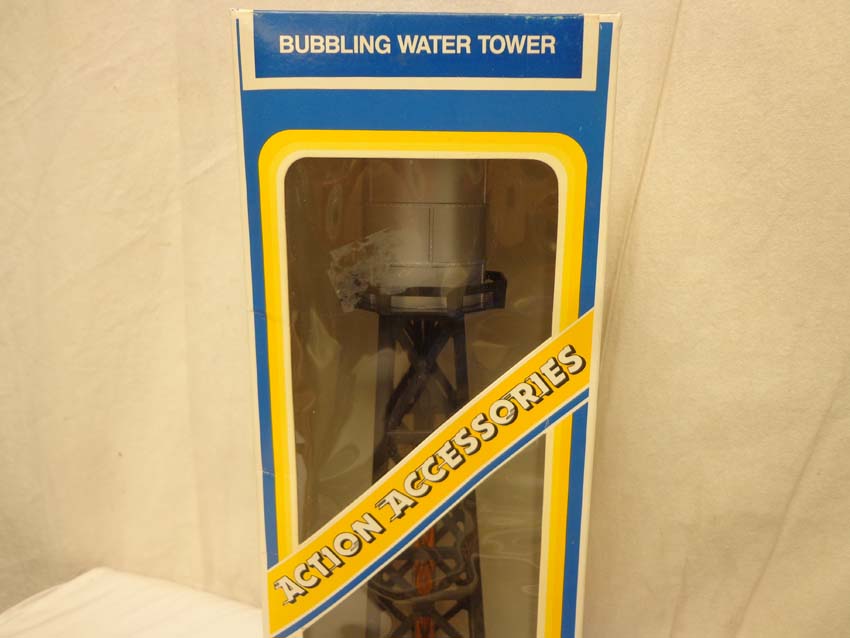 BUBBLING WATER TOWER
ACTION ACCESSORIES